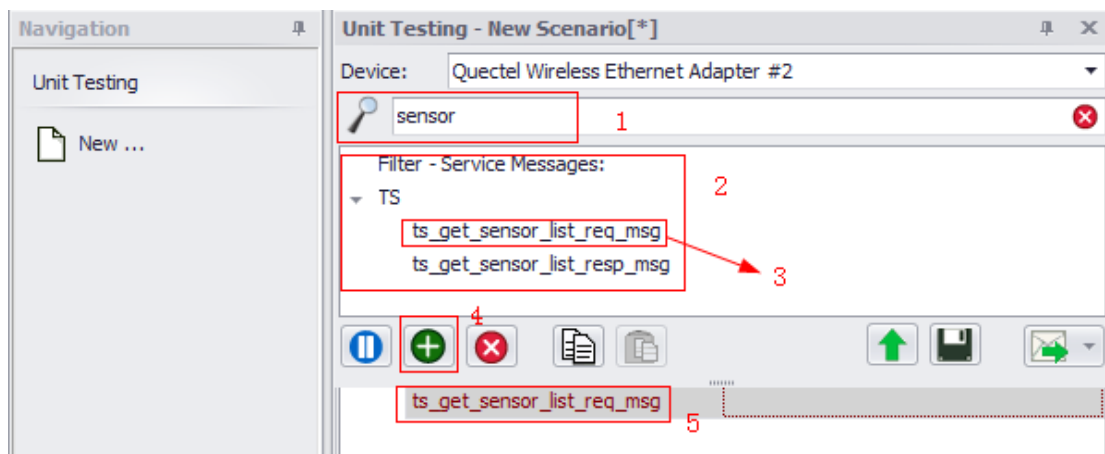 Navigation
Unit Testing
New ...
Unit Testing - New Scenario[*]
Device: Quectel Wireless Ethernet Adapter #2
sensor 1
Filter - Service Messages:
2
TS
ts_get_sensor_list_req_msg
ts_get_sensor_list_resp_msg
3
4
ts_get_sensor_list_req_msg
5